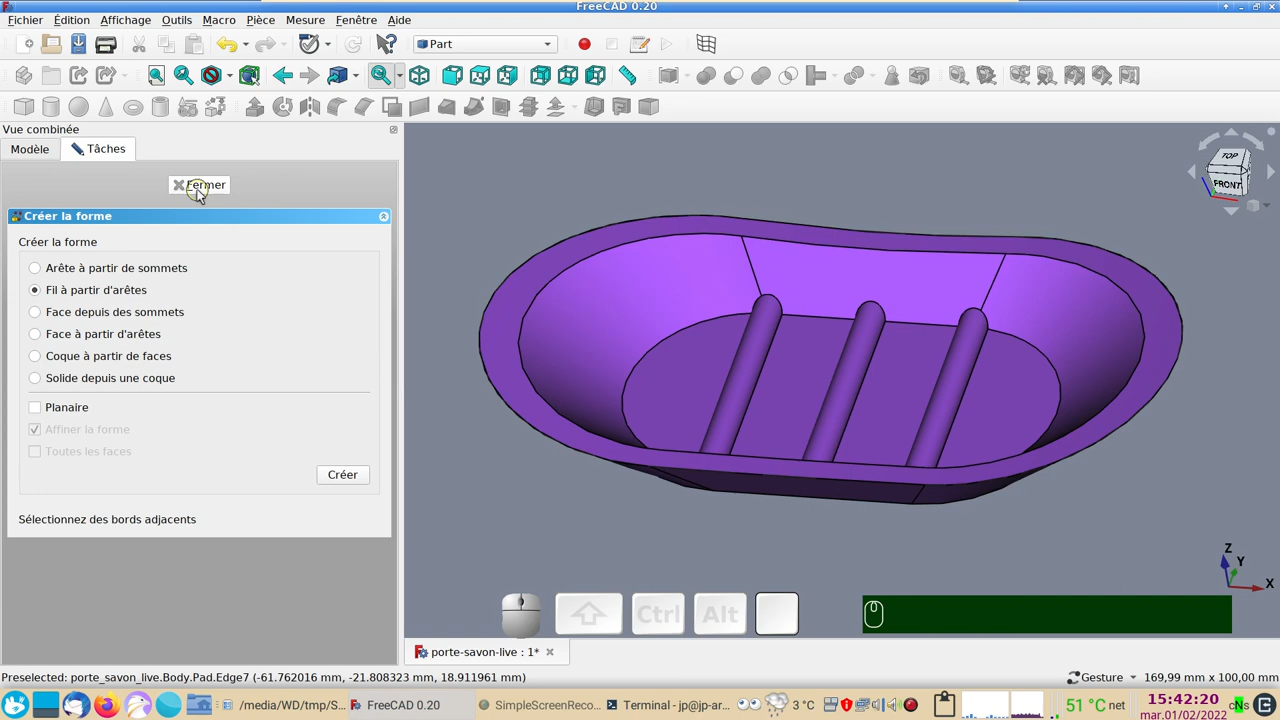 FreeCAD 0.20
Fichier Édition Affichage Outils Macro Pièce Mesure Fenêtre Aide
Part
Vue combinée
Modèle Tâches
Fermer
Créer la forme
Créer la forme
Arête à partir de sommets
Fil à partir d'arêtes
Face depuis des sommets
Face à partir d'arêtes
Coque à partir de faces
Solide depuis une coque
Planaire
Affiner la forme
Toutes les faces
Créer
Sélectionnez des bords adjacents
TOP
FRONT
Z
Y
X
Ctrl Alt
porte-savon-live : 1*
Preselected: porte_savon_live.Body.Pad.Edge7 (-61.762016 mm, -21.008323 mm, 18.911961 mm)
Gesture 169,99 mm x 100,00 mm
/media/WD/tmp/S... FreeCAD 0.20 SimpleScreenReco... Terminal - jp@jp-ar... 3 °C 51 °C net
15:42:20
mar.01/02/2022